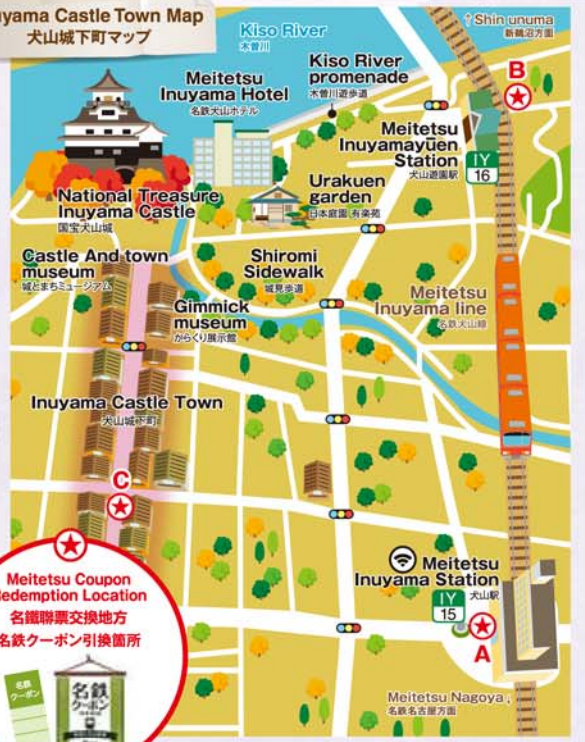 yama Castle Town Map
犬山城下町マップ
Kiso River
木曽川
↑Shin unuma
新鵜沼方面
B
Meitetsu
Inuyama Hotel
名鉄犬山ホテル
Kiso River
promenade
木曽川遊歩道
Meitetsu
Inuyamayūen
Station
犬山遊園駅
IY
16
National Treasure
Inuyama Castle
国宝犬山城
Urakuen
garden
日本庭園 有楽苑
Castle And town
museum
城とまちミュージアム
Shiromi
Sidewalk
城見歩道
Gimmick
museum
からくり展示館
Meitetsu
Inuyama line
名鉄犬山線
Inuyama Castle Town
犬山城下町
C
Meitetsu
Inuyama Station
犬山駅
IY
15
A
Meitetsu Nagoya↓
名鉄名古屋方面
Meitetsu Coupon
Redemption Location
名鐵聯票交換地方
名鉄クーポン引換箇所
名鉄
クーポン
名鉄
クーポン